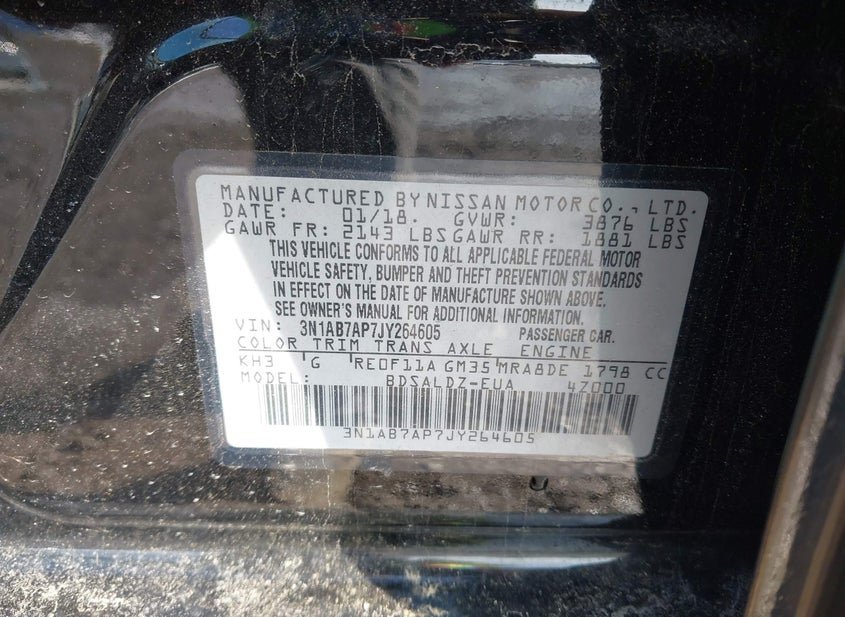 MANUFACTURED BY NISSAN MOTOR CO., LTD.
DATE: 01/18. GVWR: 3876 LBS
GAWR FR: 2143 LBS GAWR RR: 1881 LBS
THIS VEHICLE CONFORMS TO ALL APPLICABLE FEDERAL MOTOR
VEHICLE SAFETY, BUMPER AND THEFT PREVENTION STANDARDS
IN EFFECT ON THE DATE OF MANUFACTURE SHOWN ABOVE.
SEE OWNER'S MANUAL FOR ADDITIONAL INFORMATION.
VIN: 3N1AB7AP7JY264605 PASSENGER CAR.
COLOR TRIM TRANS AXLE ENGINE
KH3 G RE0F11A GM35 MRA8DE 1798 CC
MODEL: BDSALDZ-EUA 4Z000
3N1AB7AP7JY264605